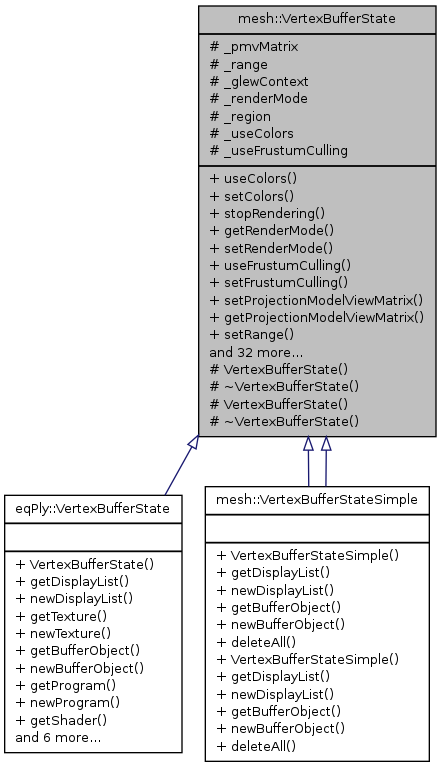 mesh::VertexBufferState
# _pmvMatrix
# _range
# _glewContext
# _renderMode
# _region
# _useColors
# _useFrustumCulling
+ useColors()
+ setColors()
+ stopRendering()
+ getRenderMode()
+ setRenderMode()
+ useFrustumCulling()
+ setFrustumCulling()
+ setProjectionModelViewMatrix()
+ getProjectionModelViewMatrix()
+ setRange()
and 32 more...
# VertexBufferState()
# ~VertexBufferState()
# VertexBufferState()
# ~VertexBufferState()
eqPly::VertexBufferState
+ VertexBufferState()
+ getDisplayList()
+ newDisplayList()
+ getTexture()
+ newTexture()
+ getBufferObject()
+ newBufferObject()
+ getProgram()
+ newProgram()
+ getShader()
and 6 more...
mesh::VertexBufferStateSimple
+ VertexBufferStateSimple()
+ getDisplayList()
+ newDisplayList()
+ getBufferObject()
+ newBufferObject()
+ deleteAll()
+ VertexBufferStateSimple()
+ getDisplayList()
+ newDisplayList()
+ getBufferObject()
+ newBufferObject()
+ deleteAll()